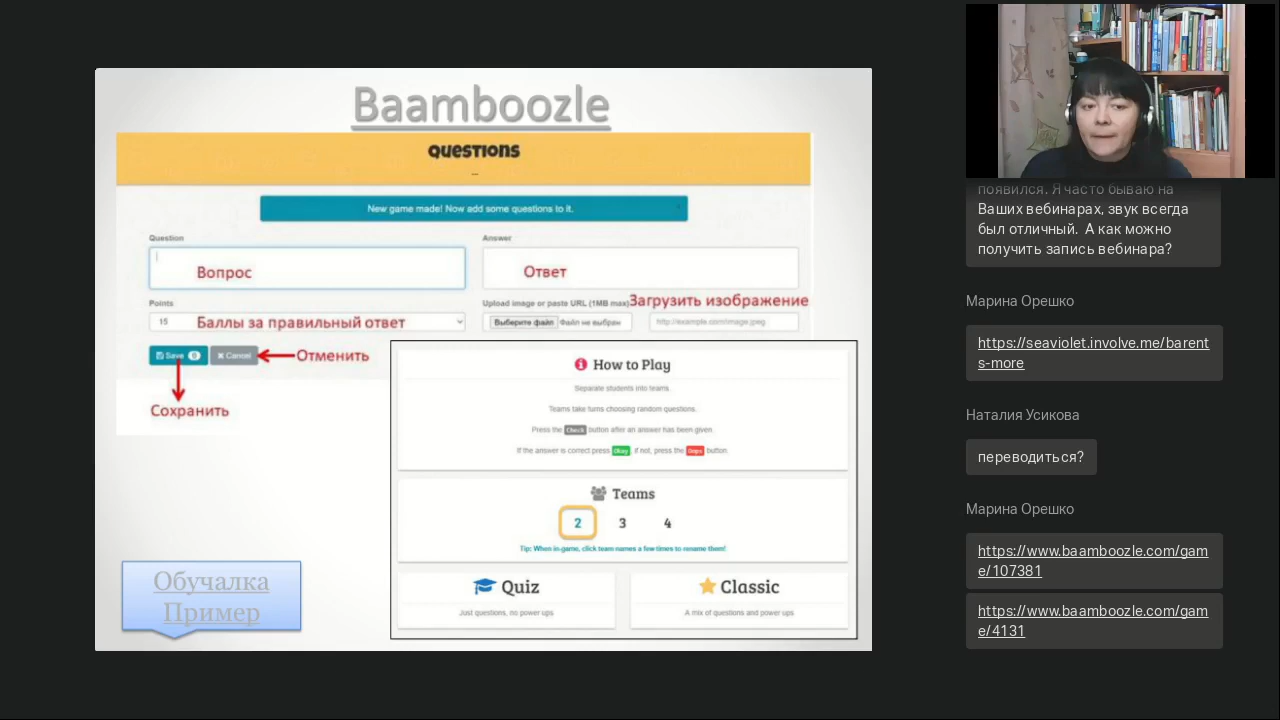 Baamboozle
QUESTIONS
New game made! Now add some questions to it.
Question
Answer
Вопрос
Ответ
Points
Upload image or paste URL (1MB max)
Загрузить изображение
15
Баллы за правильный ответ
Выберите файл Файл не выбран
http://example.com/image.jpeg
Save
Cancel
Отменить
Сохранить
How to Play
Separate students into teams.
Teams take turns choosing random questions.
Press the Check button after an answer has been given.
If the answer is correct press Okay, if not, press the Oops button.
Teams
2 3 4
Tip: When in-game, click team names a few times to rename them!
Quiz
Just questions, no power ups
Classic
A mix of questions and power ups
Обучалка
Пример
появился. Я часто бываю на
Ваших вебинарах, звук всегда
был отличный. А как можно
получить запись вебинара?
Марина Орешко
https://seaviolet.involve.me/barent
s-more
Наталия Усикова
переводиться?
Марина Орешко
https://www.baamboozle.com/gam
e/107381
https://www.baamboozle.com/gam
e/4131